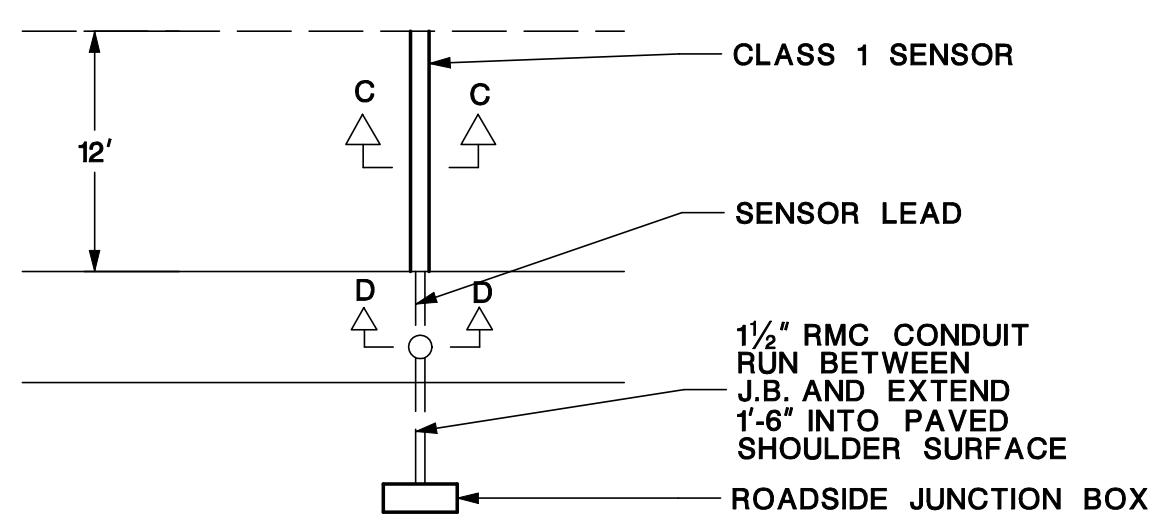 CLASS 1 SENSOR
C C
12'
SENSOR LEAD
D D
1½" RMC CONDUIT
RUN BETWEEN
J.B. AND EXTEND
1'-6" INTO PAVED
SHOULDER SURFACE
ROADSIDE JUNCTION BOX